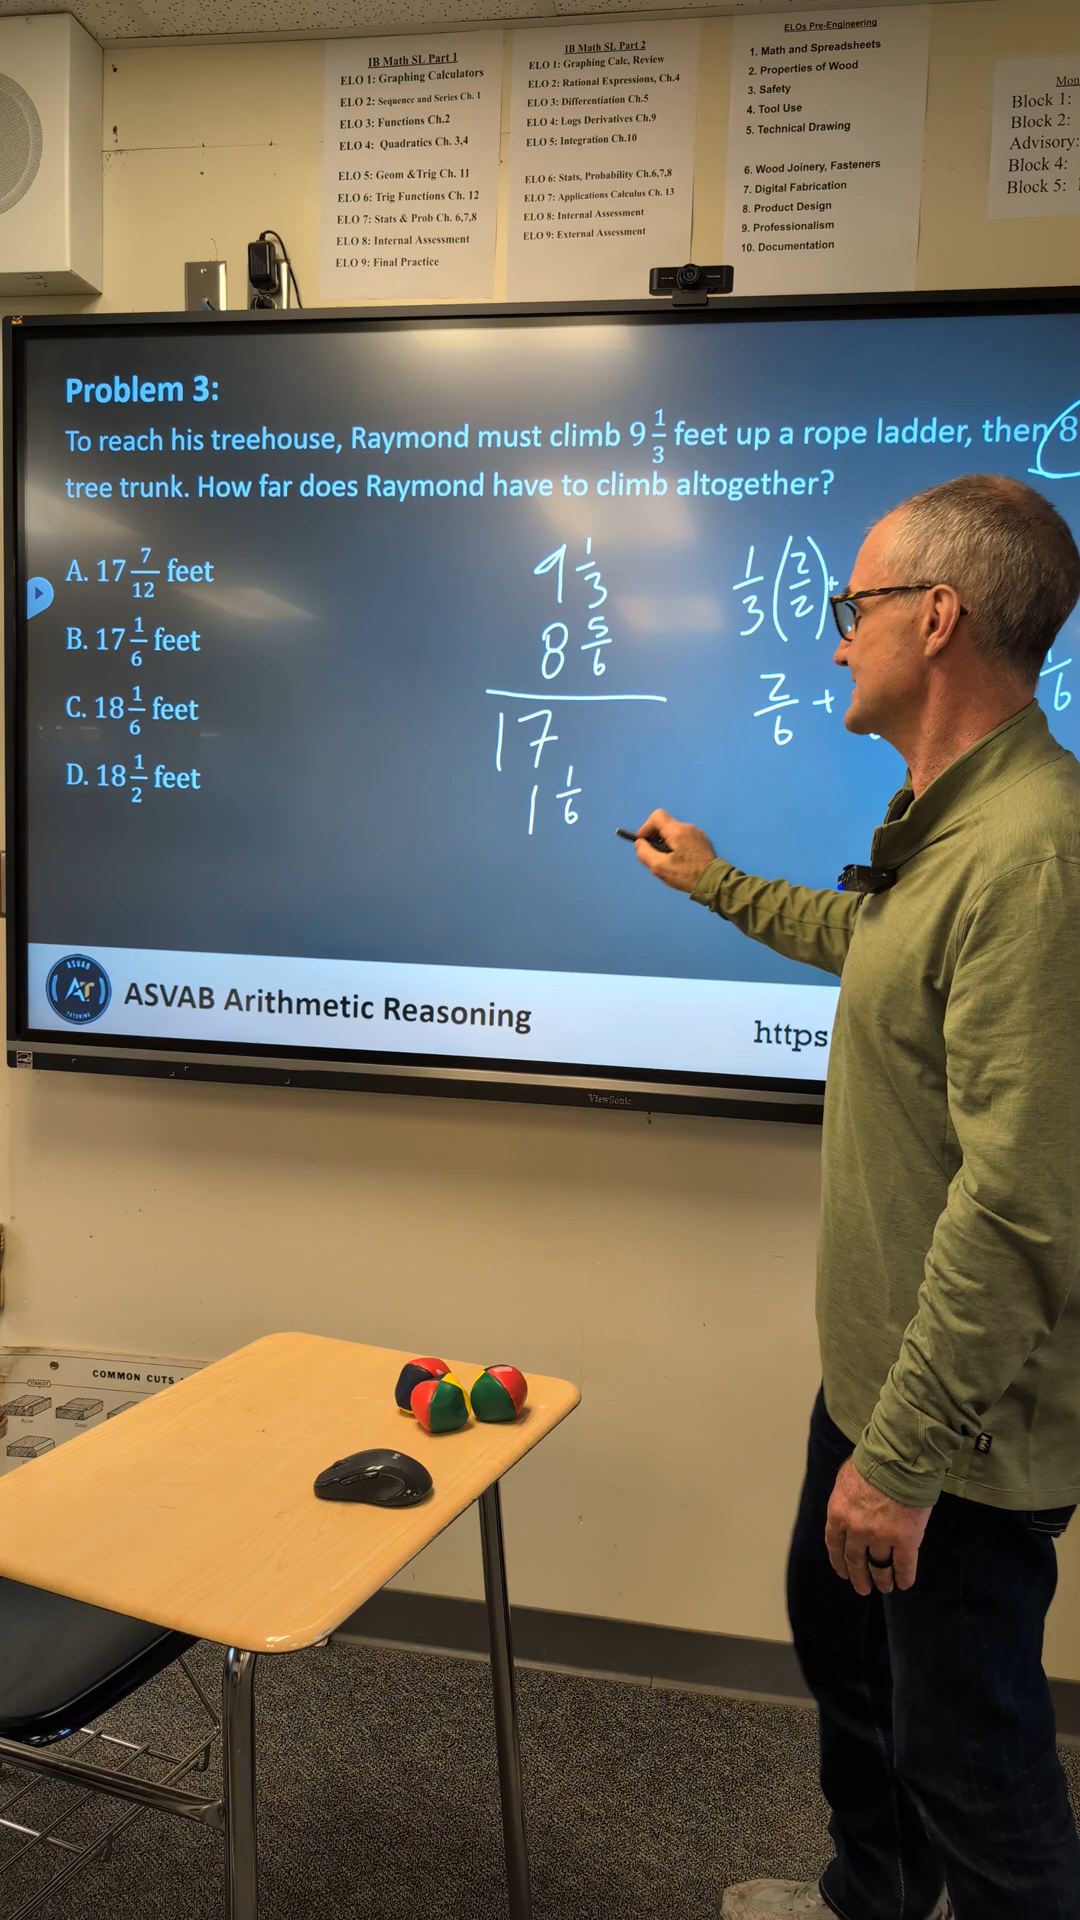 IB Math SL Part 1
ELO 1: Graphing Calculators
ELO 2: Sequence and Series Ch. 1
ELO 3: Functions Ch.2
ELO 4: Quadratics Ch. 3,4
ELO 5: Geom &Trig Ch. 11
ELO 6: Trig Functions Ch. 12
ELO 7: Stats & Prob Ch. 6,7,8
ELO 8: Internal Assessment
ELO 9: Final Practice
IB Math SL Part 2
ELO 1: Graphing Calc, Review
ELO 2: Rational Expressions, Ch.4
ELO 3: Differentiation Ch.5
ELO 4: Logs Derivatives Ch.9
ELO 5: Integration Ch.10
ELO 6: Stats, Probability Ch.6,7,8
ELO 7: Applications Calculus Ch. 13
ELO 8: Internal Assessment
ELO 9: External Assessment
ELOs Pre-Engineering
1. Math and Spreadsheets
2. Properties of Wood
3. Safety
4. Tool Use
5. Technical Drawing
6. Wood Joinery, Fasteners
7. Digital Fabrication
8. Product Design
9. Professionalism
10. Documentation
Mon
Block 1:
Block 2:
Advisory:
Block 4:
Block 5:
Problem 3:
To reach his treehouse, Raymond must climb 9 1/3 feet up a rope ladder, then 8
tree trunk. How far does Raymond have to climb altogether?
A. 17 7/12 feet
B. 17 1/6 feet
C. 18 1/6 feet
D. 18 1/2 feet
9 1/3
8 5/6
17
1 1/6
1/3 (2/2) +
2/6 +
1/6
ASVAB
AT
TUTORING
ASVAB Arithmetic Reasoning
https
ViewSonic
COMMON CUTS
STANLEY